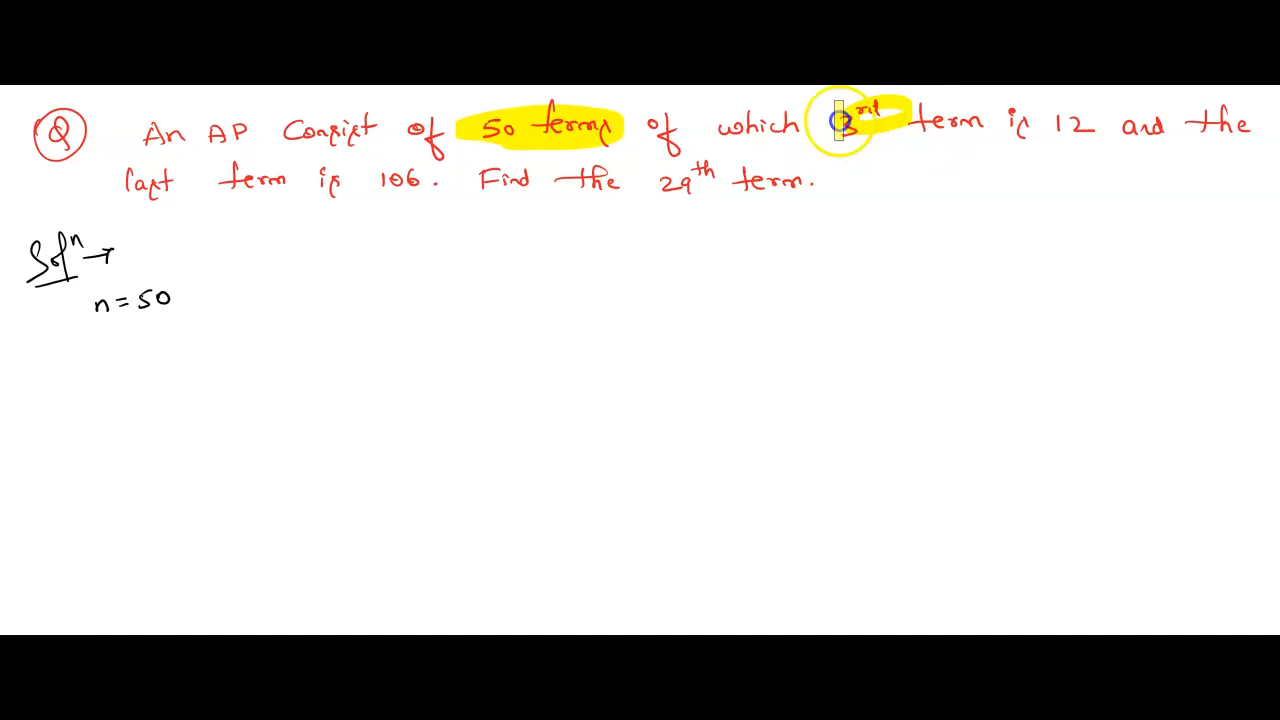 Q An AP Consist of 50 terms of which 3rd term is 12 and the
last term is 106. Find the 29th term.
Solⁿ →
n = 50